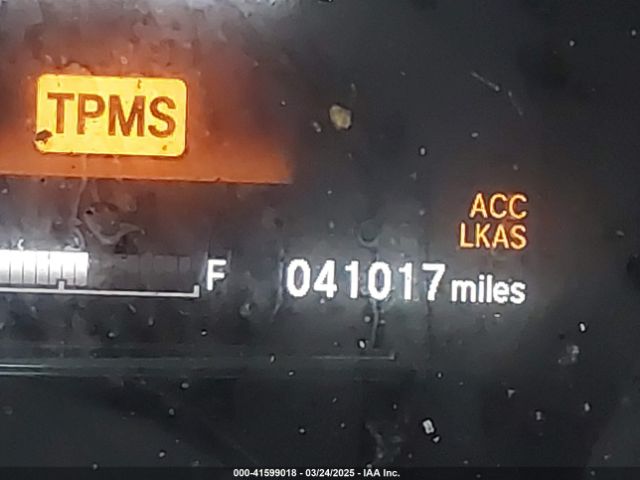 TPMS
ACC
LKAS
F
041017 miles
000-41599018 - 03/24/2025 - IAA Inc.